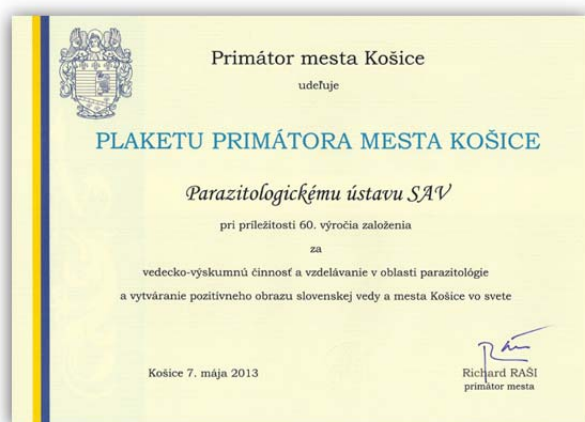 Primátor mesta Košice
udeľuje
PLAKETU PRIMÁTORA MESTA KOŠICE
Parazitologickému ústavu SAV
pri príležitosti 60. výročia založenia
za
vedecko-výskumnú činnosť a vzdelávanie v oblasti parazitológie
a vytváranie pozitívneho obrazu slovenskej vedy a mesta Košice vo svete
Košice 7. mája 2013
Richard RAŠI
primátor mesta